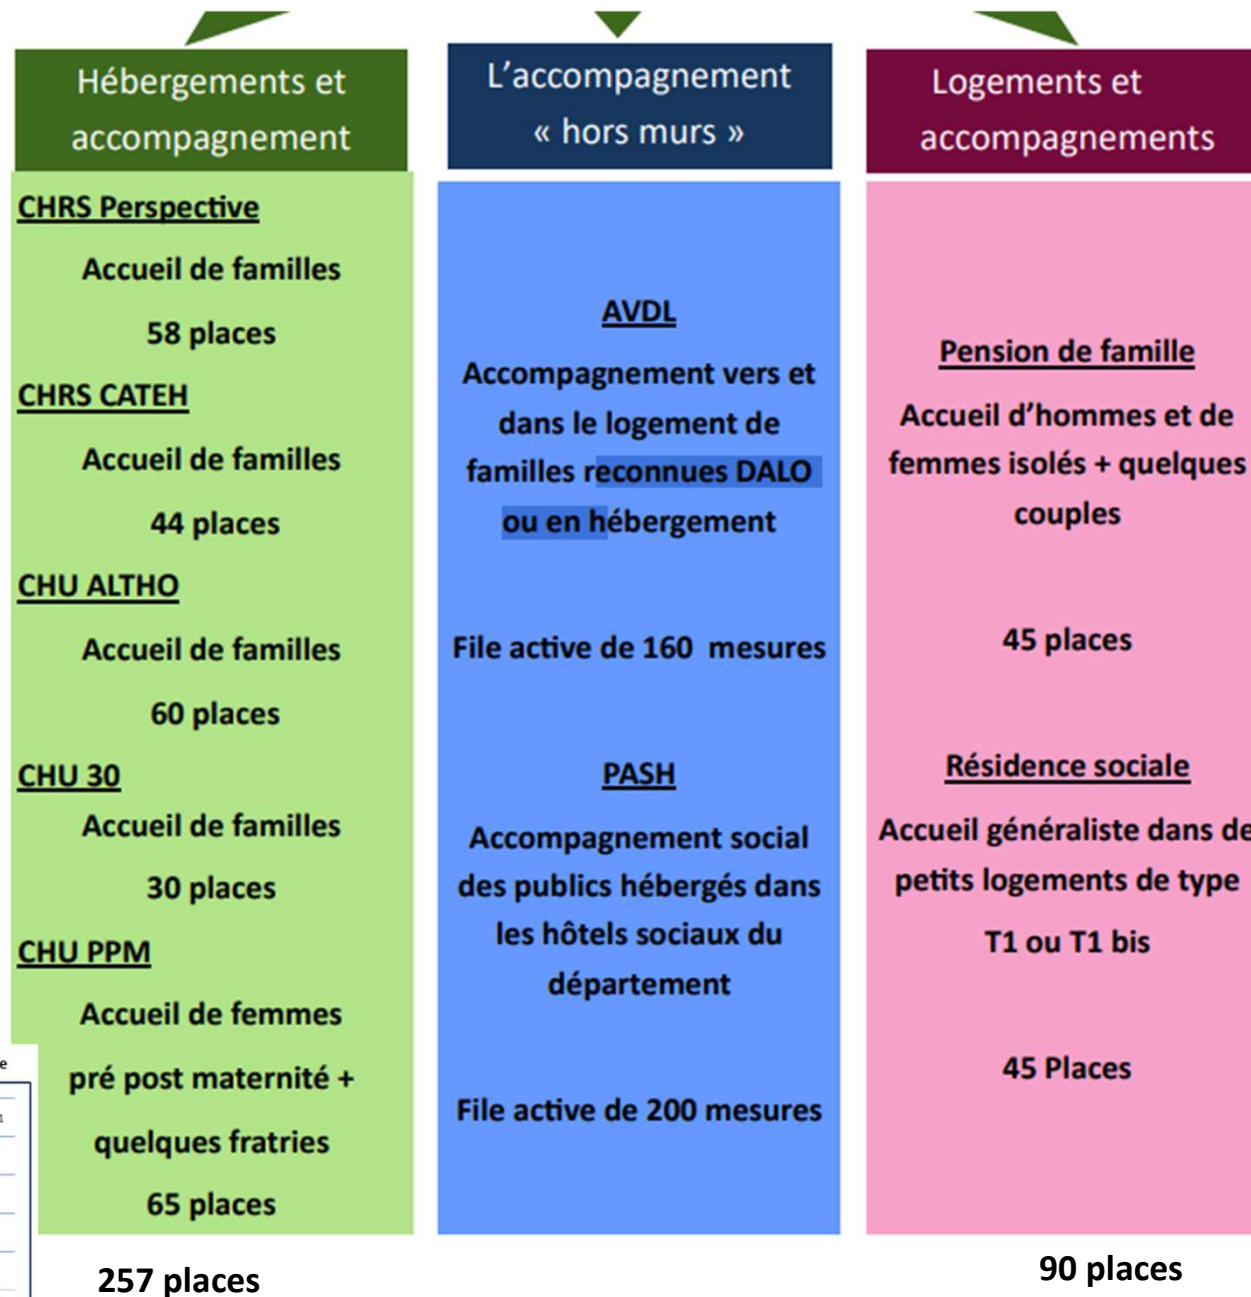 Hébergements et
accompagnement
CHRS Perspective
Accueil de familles
58 places
CHRS CATEH
Accueil de familles
44 places
CHU ALTHO
Accueil de familles
60 places
CHU 30
Accueil de familles
30 places
CHU PPM
Accueil de femmes
pré post maternité +
quelques fratries
65 places
257 places
L'accompagnement
« hors murs »
AVDL
Accompagnement vers et
dans le logement de
familles reconnues DALO
ou en hébergement
File active de 160 mesures
PASH
Accompagnement social
des publics hébergés dans
les hôtels sociaux du
département
File active de 200 mesures
Logements et
accompagnements
Pension de famille
Accueil d'hommes et de
femmes isolés + quelques
couples
45 places
Résidence sociale
Accueil généraliste dans de
petits logements de type
T1 ou T1 bis
45 Places
90 places